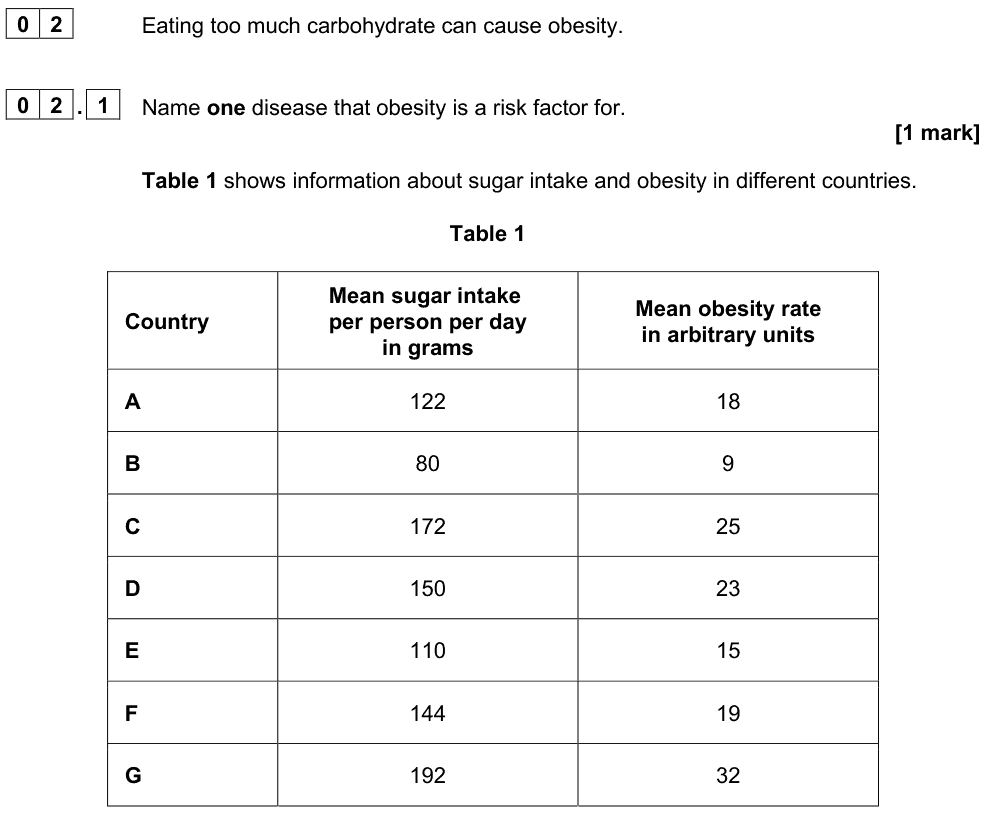 0 2 Eating too much carbohydrate can cause obesity.
0 2 . 1 Name one disease that obesity is a risk factor for.
[1 mark]
Table 1 shows information about sugar intake and obesity in different countries.
Table 1
Country Mean sugar intake per person per day in grams Mean obesity rate in arbitrary units
A 122 18
B 80 9
C 172 25
D 150 23
E 110 15
F 144 19
G 192 32